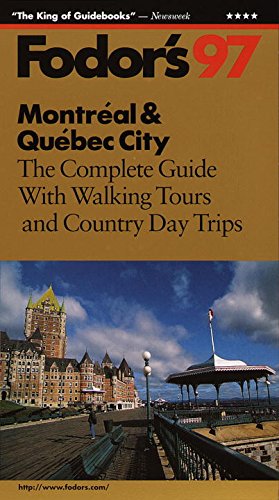 "The King of Guidebooks" — Newsweek ★★★★
Fodor's 97
Montréal &
Québec City
The Complete Guide
With Walking Tours
and Country Day Trips
http://www.fodors.com/